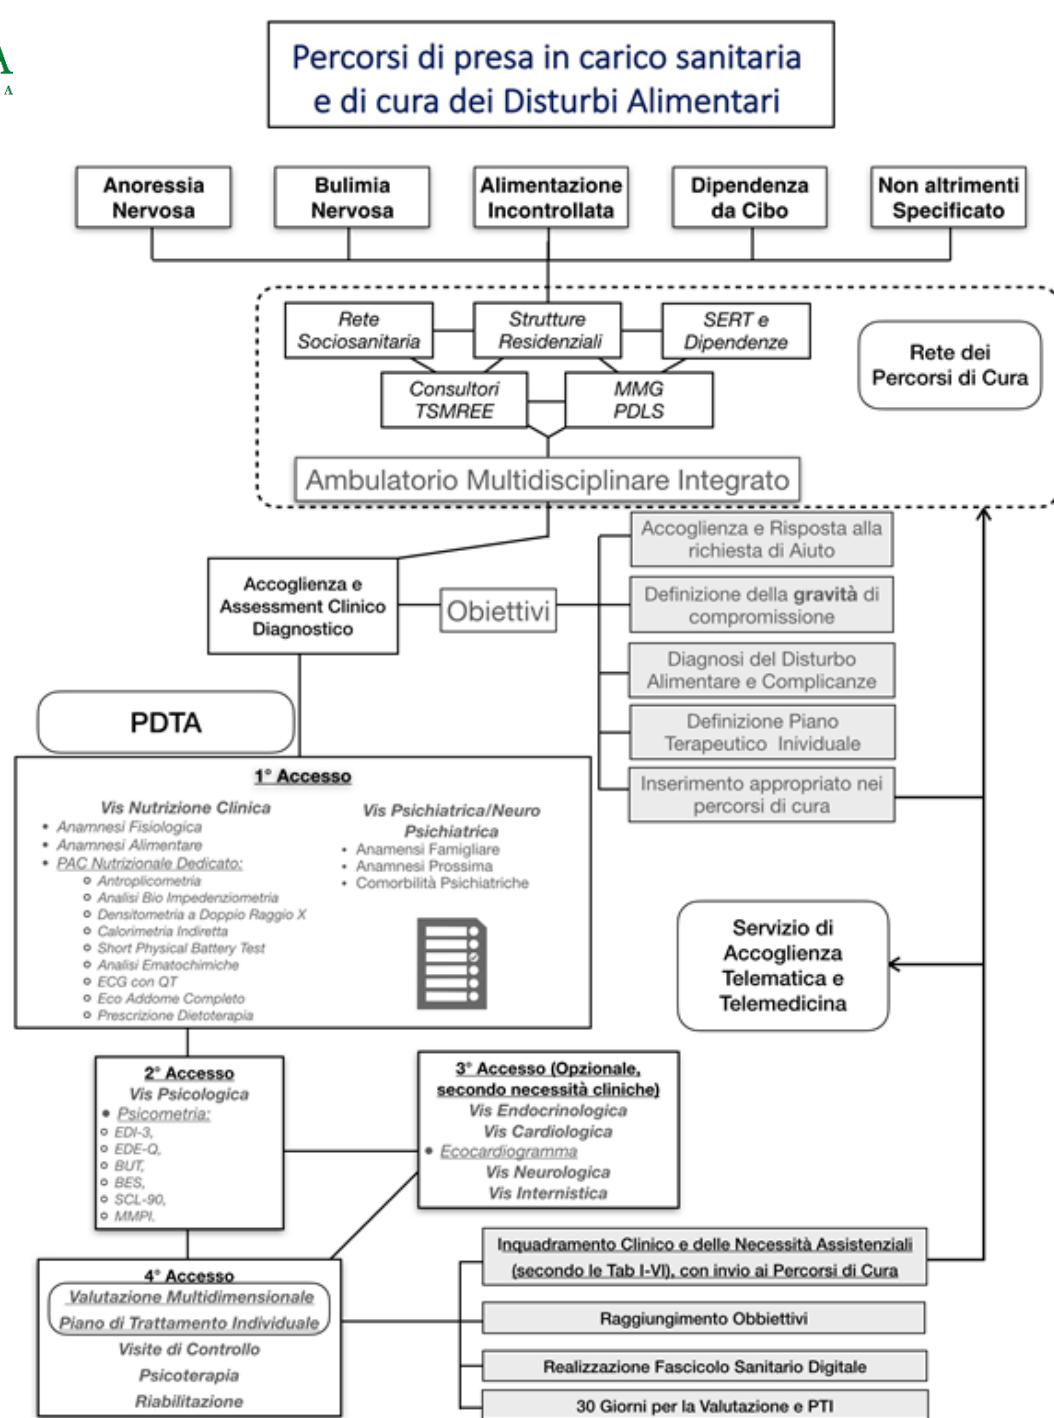 A
A
Percorsi di presa in carico sanitaria
e di cura dei Disturbi Alimentari
Anoressia
Nervosa
Bulimia
Nervosa
Alimentazione
Incontrollata
Dipendenza
da Cibo
Non altrimenti
Specificato
Rete
Sociosanitaria
Strutture
Residenziali
SERT e
Dipendenze
Consultori
TSMREE
MMG
PDLS
Rete dei
Percorsi di Cura
Ambulatorio Multidisciplinare Integrato
Accoglienza e
Assessment Clinico
Diagnostico
Obiettivi
Accoglienza e Risposta alla
richiesta di Aiuto
Definizione della gravità di
compromissione
Diagnosi del Disturbo
Alimentare e Complicanze
Definizione Piano
Terapeutico Inividuale
Inserimento appropriato nei
percorsi di cura
PDTA
1° Accesso
Vis Nutrizione Clinica
• Anamnesi Fisiologica
• Anamnesi Alimentare
• PAC Nutrizionale Dedicato:
Antroplicometria
Analisi Bio Impedenziometria
Densitometria a Doppio Raggio X
Calorimetria Indiretta
Short Physical Battery Test
Analisi Ematochimiche
ECG con QT
Eco Addome Completo
Prescrizione Dietoterapia
Vis Psichiatrica/Neuro
Psichiatrica
• Anamensi Famigliare
• Anamnesi Prossima
• Comorbilità Psichiatriche
Servizio di
Accoglienza
Telematica e
Telemedicina
2° Accesso
Vis Psicologica
• Psicometria:
EDI-3,
EDE-Q,
BUT,
BES,
SCL-90,
MMPI.
3° Accesso (Opzionale,
secondo necessità cliniche)
Vis Endocrinologica
Vis Cardiologica
• Ecocardiogramma
Vis Neurologica
Vis Internistica
4° Accesso
Valutazione Multidimensionale
Piano di Trattamento Individuale
Visite di Controllo
Psicoterapia
Riabilitazione
Inquadramento Clinico e delle Necessità Assistenziali
(secondo le Tab I-VI), con invio ai Percorsi di Cura
Raggiungimento Obbiettivi
Realizzazione Fascicolo Sanitario Digitale
30 Giorni per la Valutazione e PTI